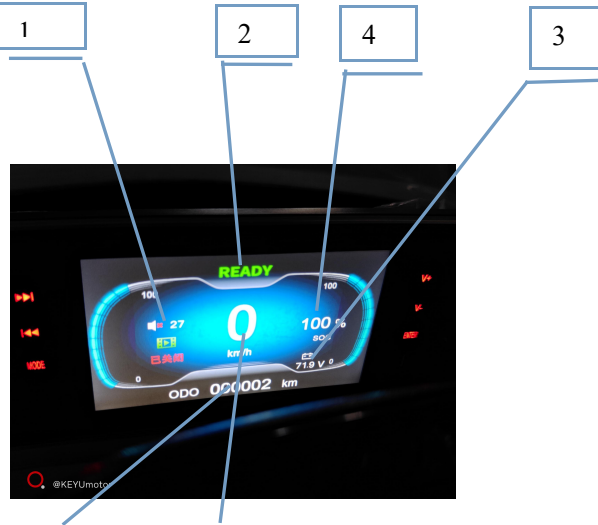 1
2
4
3
READY
100
100
27
0
100 %
已关闭
km/h
SOC
71.9 V
0
0
ODO 000002 km
MODE
V+
V-
ENTER
@KEYUmotor